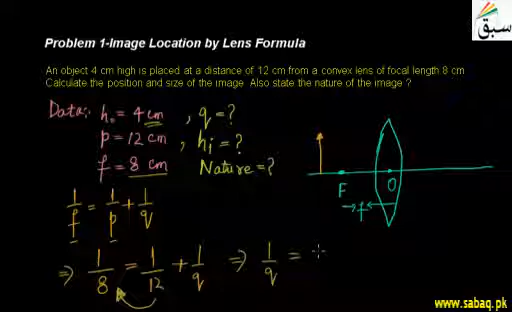 سبق
Problem 1-Image Location by Lens Formula
An object 4 cm high is placed at a distance of 12 cm from a convex lens of focal length 8 cm
Calculate the position and size of the image. Also state the nature of the image ?
Data:- h₀ = 4 cm , q = ?
p = 12 cm , hᵢ = ?
f = 8 cm Nature = ?
1/f = 1/p + 1/q
F O
f
⇒ 1/8 = 1/12 + 1/q ⇒ 1/q =
www.sabaq.pk